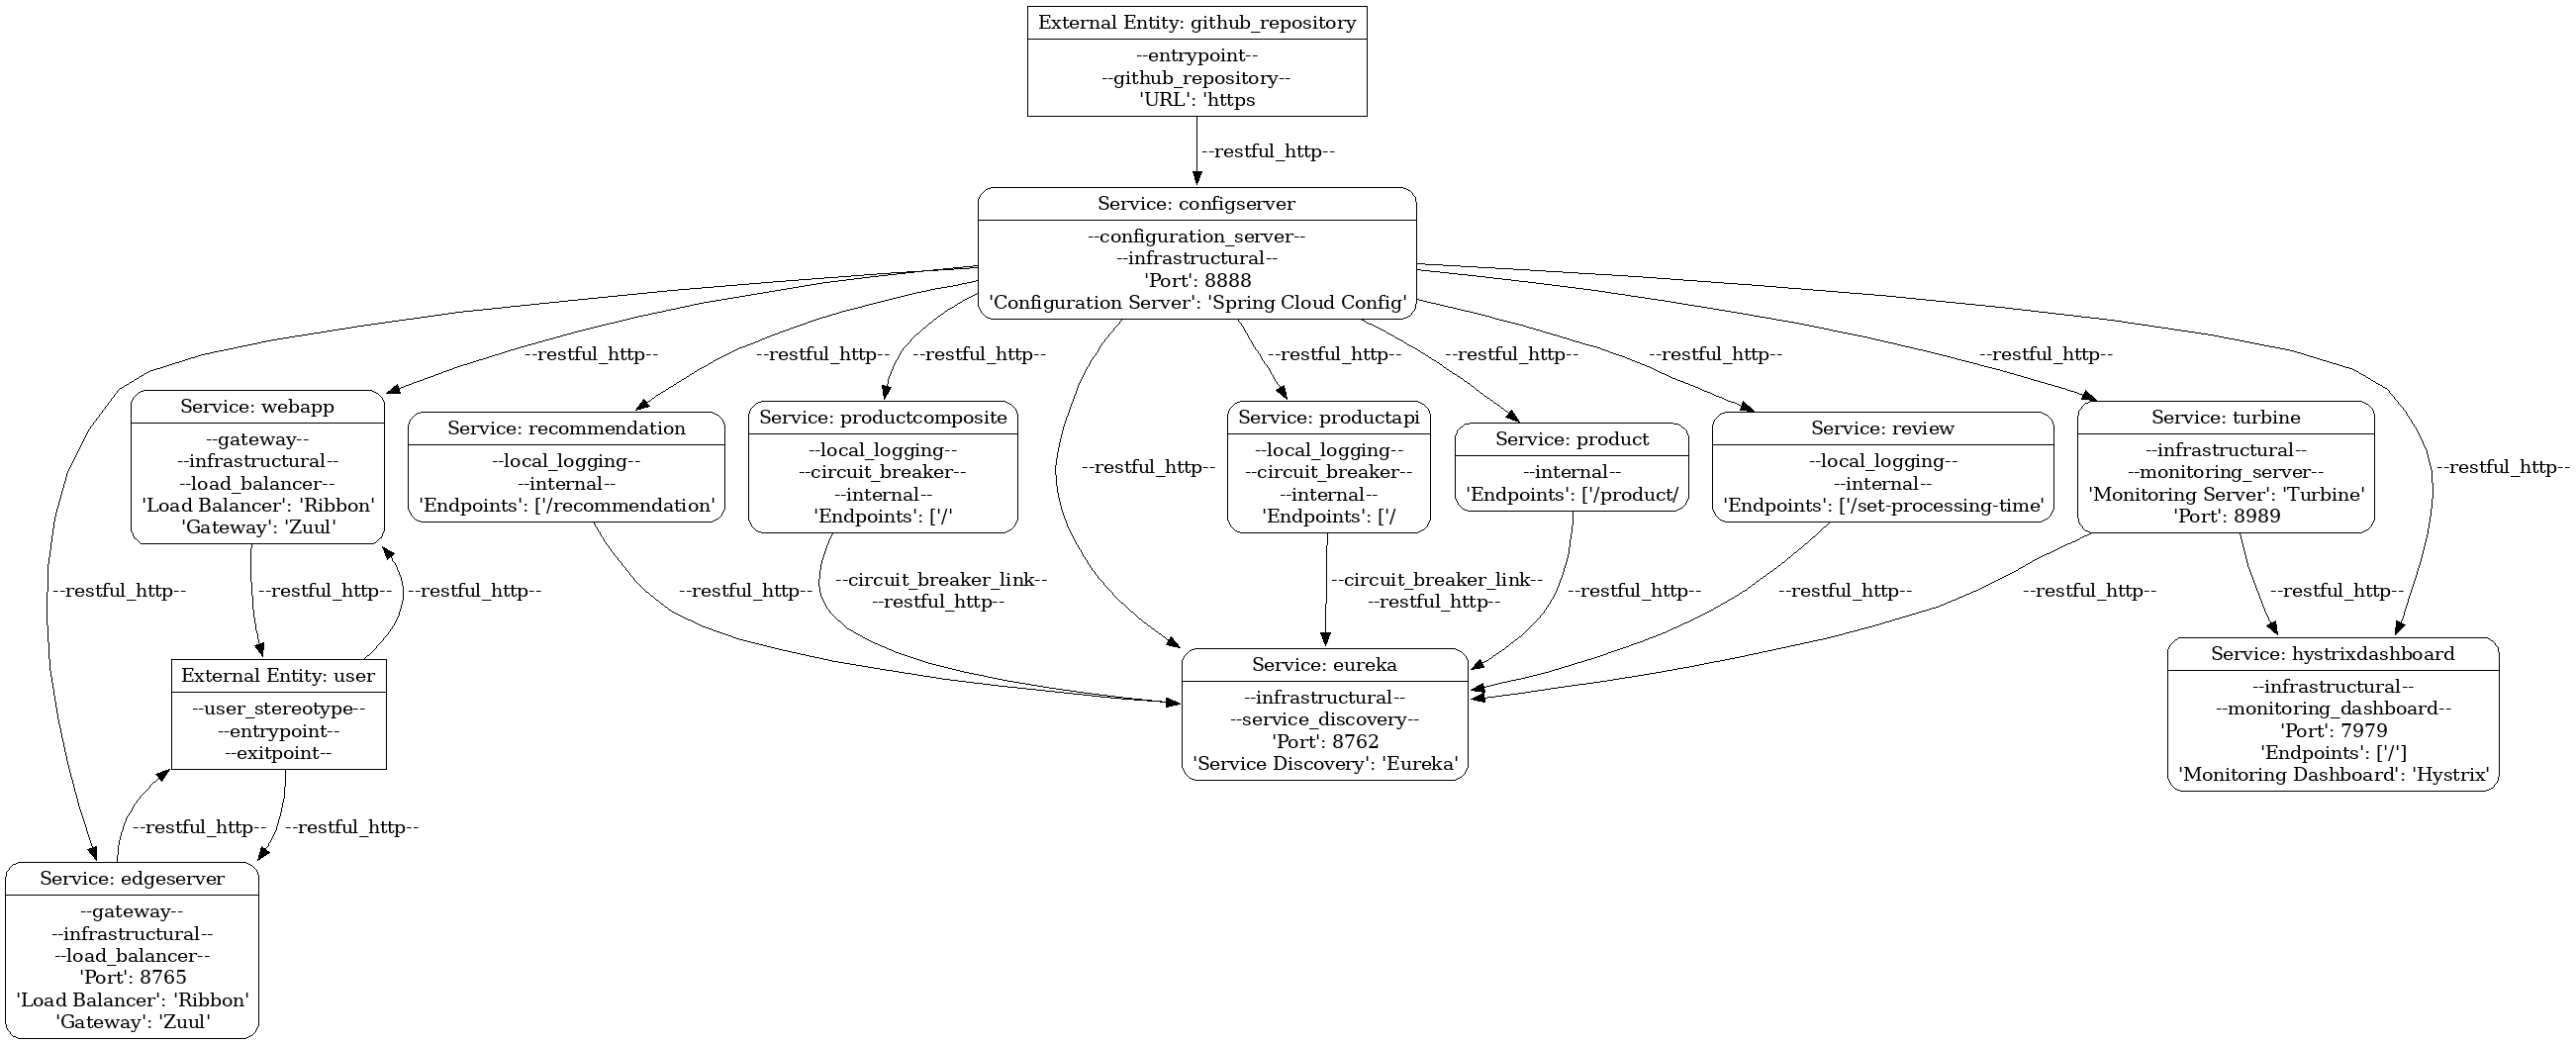 External Entity: github_repository
--entrypoint--
--github_repository--
'URL': 'https
--restful_http--
Service: configserver
--configuration_server--
--infrastructural--
'Port': 8888
'Configuration Server': 'Spring Cloud Config'
--restful_http--
--restful_http--
--restful_http--
--restful_http--
--restful_http--
--restful_http--
--restful_http--
Service: webapp
--gateway--
--infrastructural--
--load_balancer--
'Load Balancer': 'Ribbon'
'Gateway': 'Zuul'
Service: recommendation
--local_logging--
--internal--
'Endpoints': ['/recommendation'
Service: productcomposite
--local_logging--
--circuit_breaker--
--internal--
'Endpoints': ['/'
--restful_http--
Service: productapi
--local_logging--
--circuit_breaker--
--internal--
'Endpoints': ['/
Service: product
--internal--
'Endpoints': ['/product/
Service: review
--local_logging--
--internal--
'Endpoints': ['/set-processing-time'
Service: turbine
--infrastructural--
--monitoring_server--
'Monitoring Server': 'Turbine'
'Port': 8989
--restful_http--
--restful_http--
--restful_http--
--restful_http--
--restful_http--
--circuit_breaker_link--
--restful_http--
--circuit_breaker_link--
--restful_http--
--restful_http--
--restful_http--
--restful_http--
--restful_http--
External Entity: user
--user_stereotype--
--entrypoint--
--exitpoint--
Service: eureka
--infrastructural--
--service_discovery--
'Port': 8762
'Service Discovery': 'Eureka'
Service: hystrixdashboard
--infrastructural--
--monitoring_dashboard--
'Port': 7979
'Endpoints': ['/']
'Monitoring Dashboard': 'Hystrix'
--restful_http--
--restful_http--
Service: edgeserver
--gateway--
--infrastructural--
--load_balancer--
'Port': 8765
'Load Balancer': 'Ribbon'
'Gateway': 'Zuul'